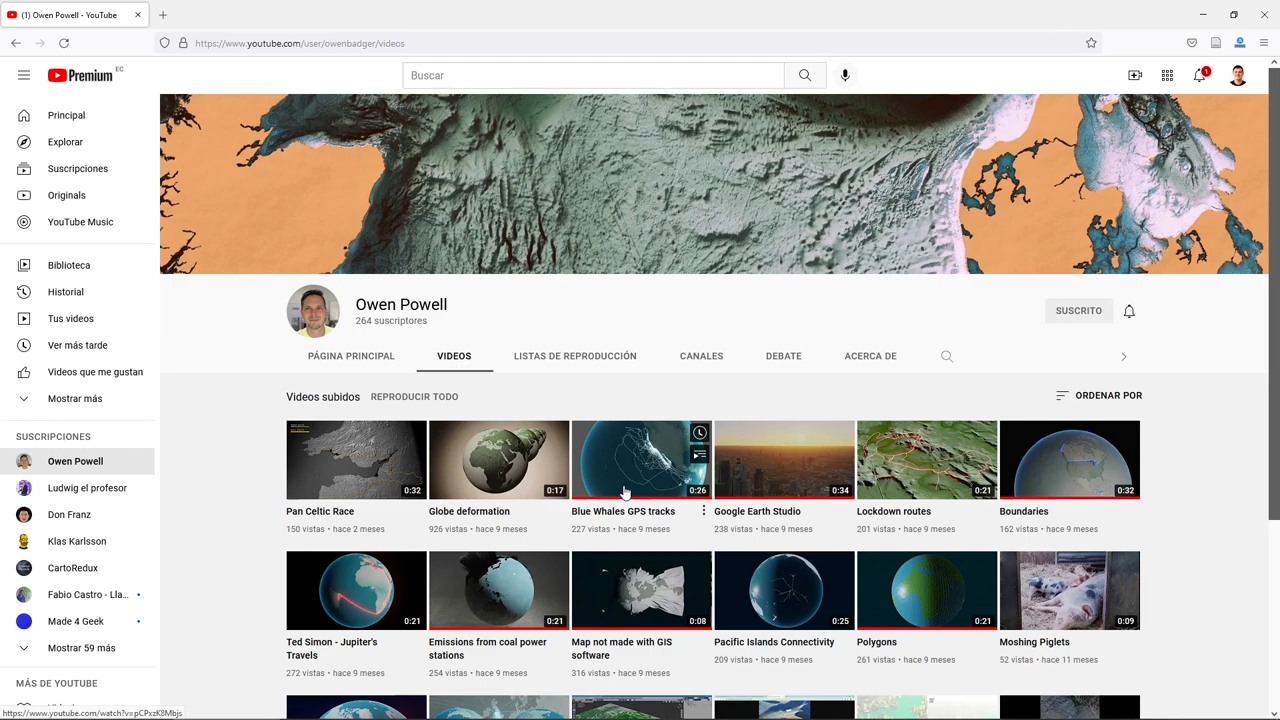 (1) Owen Powell - YouTube
https://www.youtube.com/user/owenbadger/videos
Premium EC
Buscar
1
Principal
Explorar
Suscripciones
Originals
YouTube Music
Biblioteca
Historial
Tus videos
Ver más tarde
Videos que me gustan
Mostrar más
SUSCRIPCIONES
Owen Powell
Ludwig el profesor
Don Franz
Klas Karlsson
CartoRedux
Fabio Castro - Lla...
Made 4 Geek
Mostrar 59 más
MÁS DE YOUTUBE
Owen Powell
264 suscriptores
SUSCRITO
PÁGINA PRINCIPAL VIDEOS LISTAS DE REPRODUCCIÓN CANALES DEBATE ACERCA DE
Videos subidos REPRODUCIR TODO ORDENAR POR
0:32 0:17 0:26 0:34 0:21 0:32
Pan Celtic Race Globe deformation Blue Whales GPS tracks Google Earth Studio Lockdown routes Boundaries
150 vistas • hace 2 meses 926 vistas • hace 9 meses 227 vistas • hace 9 meses 238 vistas • hace 9 meses 201 vistas • hace 9 meses 162 vistas • hace 9 meses
0:21 0:21 0:08 0:25 0:21 0:09
Ted Simon - Jupiter's Travels Emissions from coal power stations Map not made with GIS software Pacific Islands Connectivity Polygons Moshing Piglets
272 vistas • hace 9 meses 254 vistas • hace 9 meses 316 vistas • hace 9 meses 209 vistas • hace 9 meses 261 vistas • hace 9 meses 52 vistas • hace 11 meses
https://www.youtube.com/watch?v=pCPxzK8Mbjs